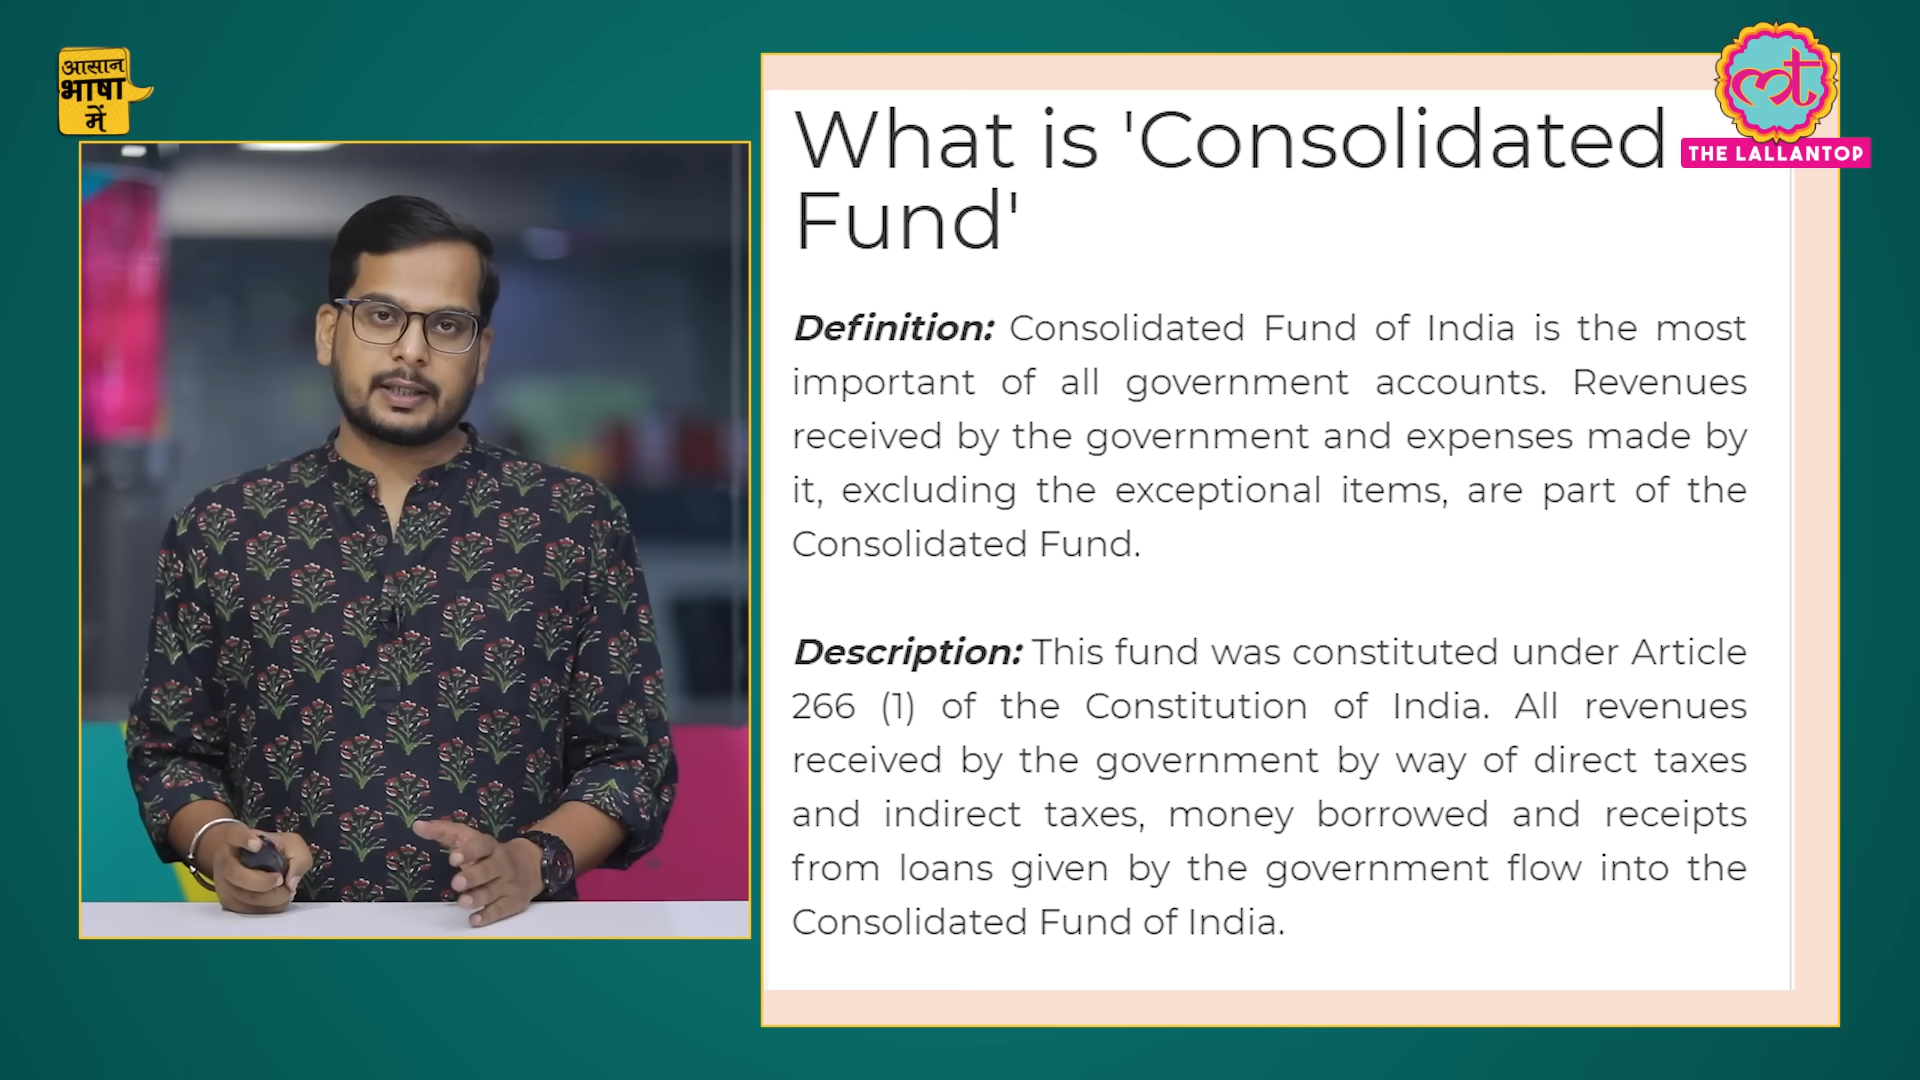 आसान
भाषा
में
THE LALLANTOP
What is 'Consolidated
Fund'
Definition: Consolidated Fund of India is the most
important of all government accounts. Revenues
received by the government and expenses made by
it, excluding the exceptional items, are part of the
Consolidated Fund.
Description: This fund was constituted under Article
266 (1) of the Constitution of India. All revenues
received by the government by way of direct taxes
and indirect taxes, money borrowed and receipts
from loans given by the government flow into the
Consolidated Fund of India.